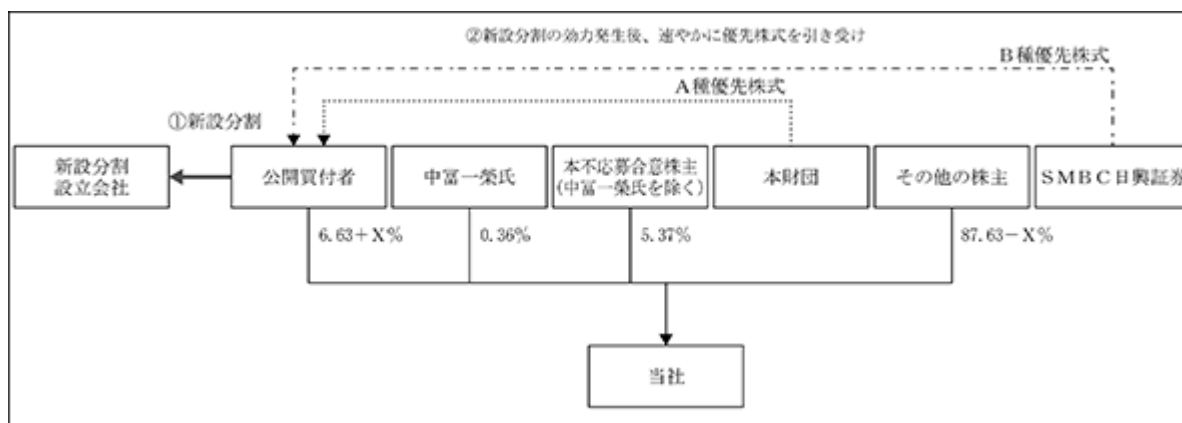 ②新設分割の効力発生後、速やかに優先株式を引き受け
B種優先株式
A種優先株式
①新設分割
新設分割
設立会社
公開買付者
中冨一榮氏
本不応募合意株主
(中冨一榮氏を除く)
本財団
その他の株主
SMBC日興証券
6.63+X%
0.36%
5.37%
87.63-X%
当社